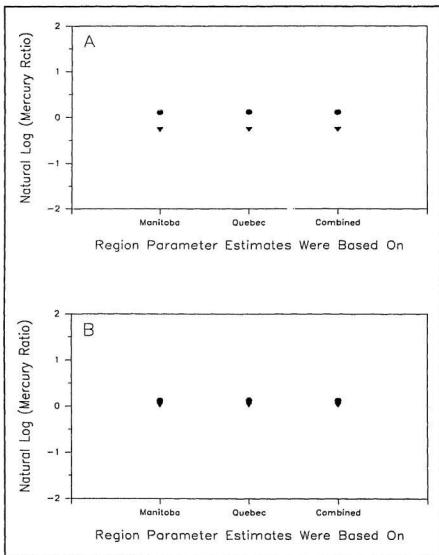 A
Natural Log (Mercury Ratio)
2
1
0
-1
-2
Manitoba Quebec Combined
Region Parameter Estimates Were Based On
B
Natural Log (Mercury Ratio)
2
1
0
-1
-2
Manitoba Quebec Combined
Region Parameter Estimates Were Based On